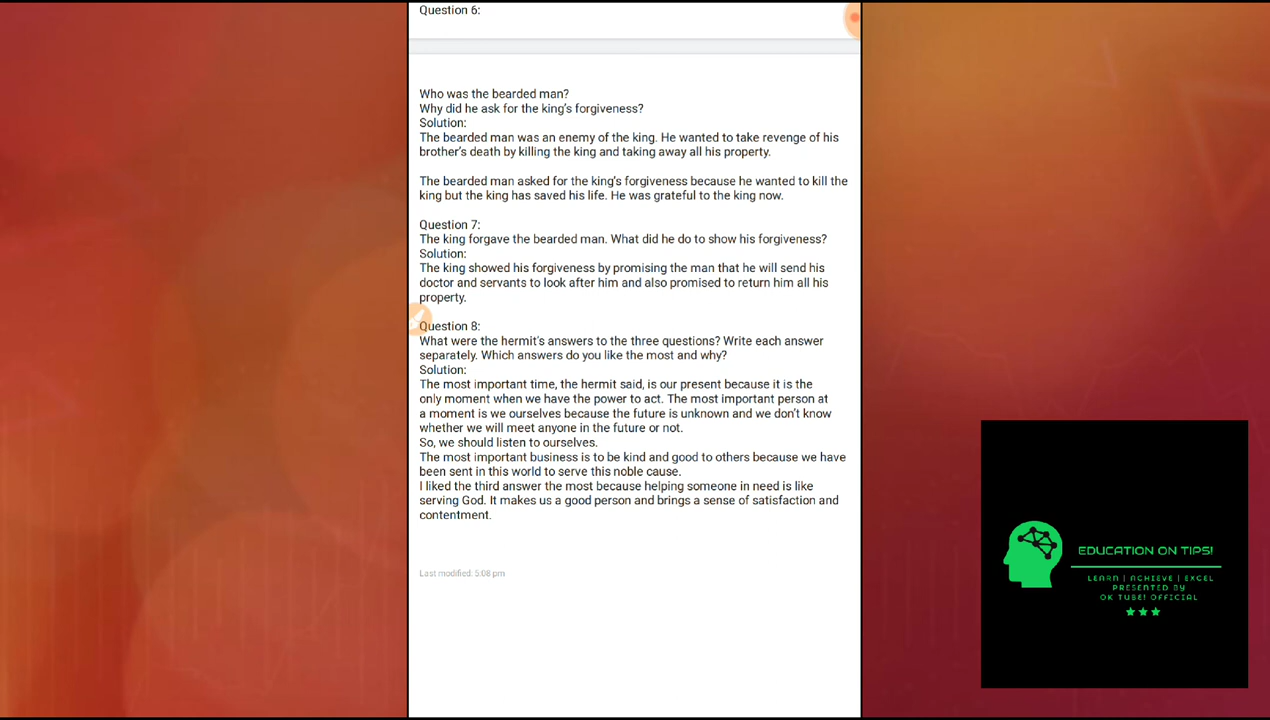 Question 6:
Who was the bearded man?
Why did he ask for the king's forgiveness?
Solution:
The bearded man was an enemy of the king. He wanted to take revenge of his
brother's death by killing the king and taking away all his property.
The bearded man asked for the king's forgiveness because he wanted to kill the
king but the king has saved his life. He was grateful to the king now.
Question 7:
The king forgave the bearded man. What did he do to show his forgiveness?
Solution:
The king showed his forgiveness by promising the man that he will send his
doctor and servants to look after him and also promised to return him all his
property.
Question 8:
What were the hermit's answers to the three questions? Write each answer
separately. Which answers do you like the most and why?
Solution:
The most important time, the hermit said, is our present because it is the
only moment when we have the power to act. The most important person at
a moment is we ourselves because the future is unknown and we don't know
whether we will meet anyone in the future or not.
So, we should listen to ourselves.
The most important business is to be kind and good to others because we have
been sent in this world to serve this noble cause.
I liked the third answer the most because helping someone in need is like
serving God. It makes us a good person and brings a sense of satisfaction and
contentment.
Last modified: 5:08 pm
EDUCATION ON TIPS!
LEARN | ACHIEVE | EXCEL
PRESENTED BY
OK TUBE! OFFICIAL